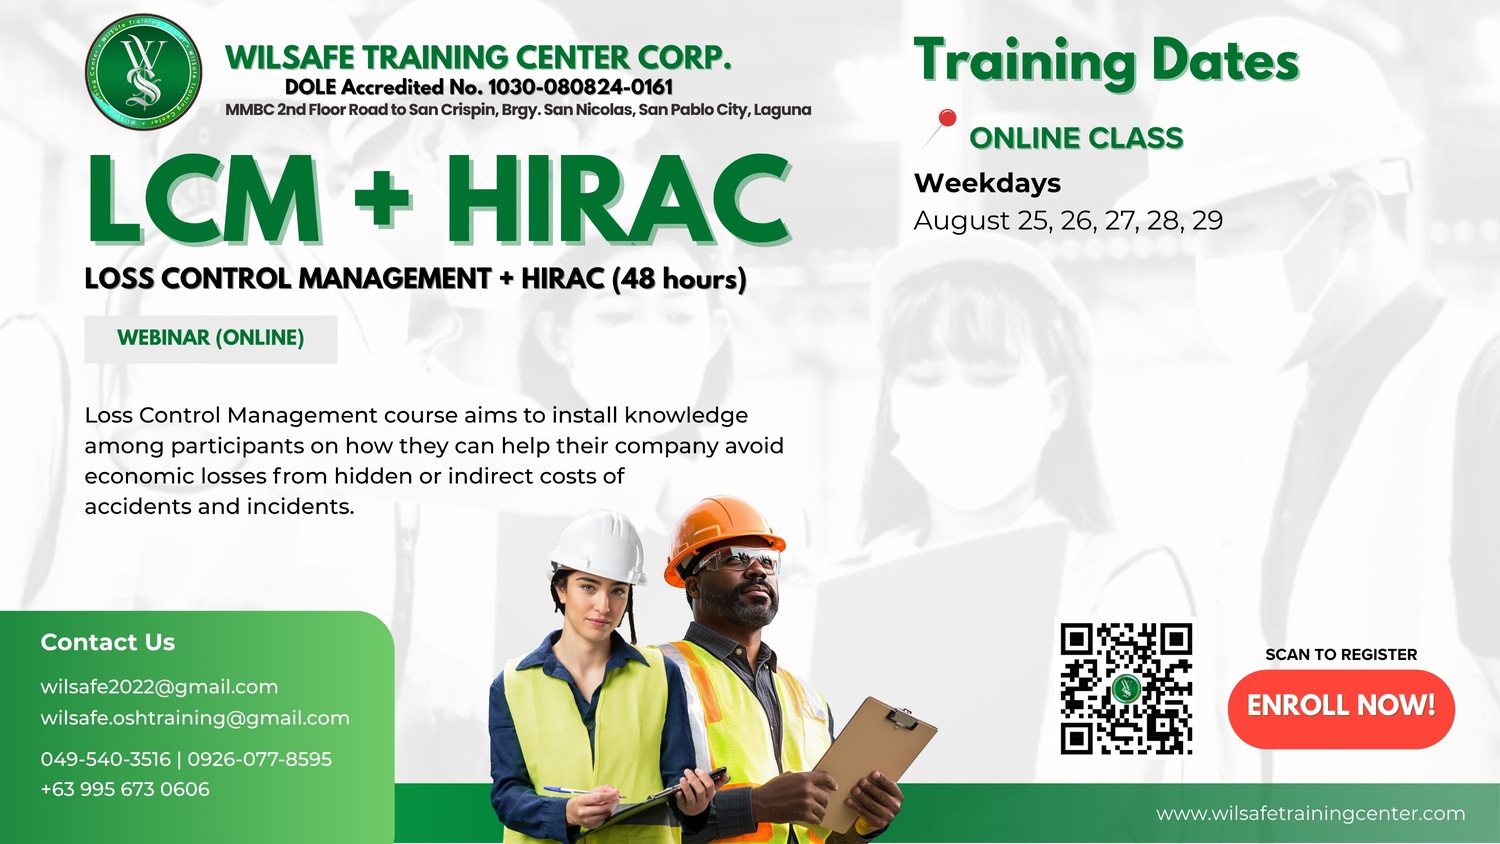 WILSAFE TRAINING CENTER CORP.
DOLE Accredited No. 1030-080824-0161
MMBC 2nd Floor Road to San Crispin, Brgy. San Nicolas, San Pablo City, Laguna
LCM + HIRAC
LOSS CONTROL MANAGEMENT + HIRAC (48 hours)
WEBINAR (ONLINE)
Loss Control Management course aims to install knowledge
among participants on how they can help their company avoid
economic losses from hidden or indirect costs of
accidents and incidents.
Training Dates
ONLINE CLASS
Weekdays
August 25, 26, 27, 28, 29
Contact Us
wilsafe2022@gmail.com
wilsafe.oshtraining@gmail.com
049-540-3516 | 0926-077-8595
+63 995 673 0606
SCAN TO REGISTER
ENROLL NOW!
www.wilsafetrainingcenter.com